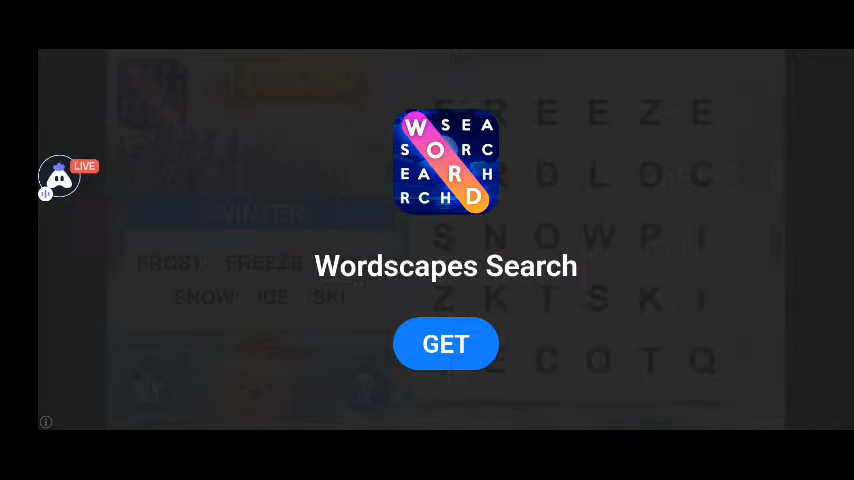 LIVE
W S E A
S O R C
E A R H
R C H D
Wordscapes Search
GET
WINTER
FROST FREEZE
SNOW ICE SKI
F R E E Z E
R D L D C
S N O W P I
Z K T S K I
E C O T Q